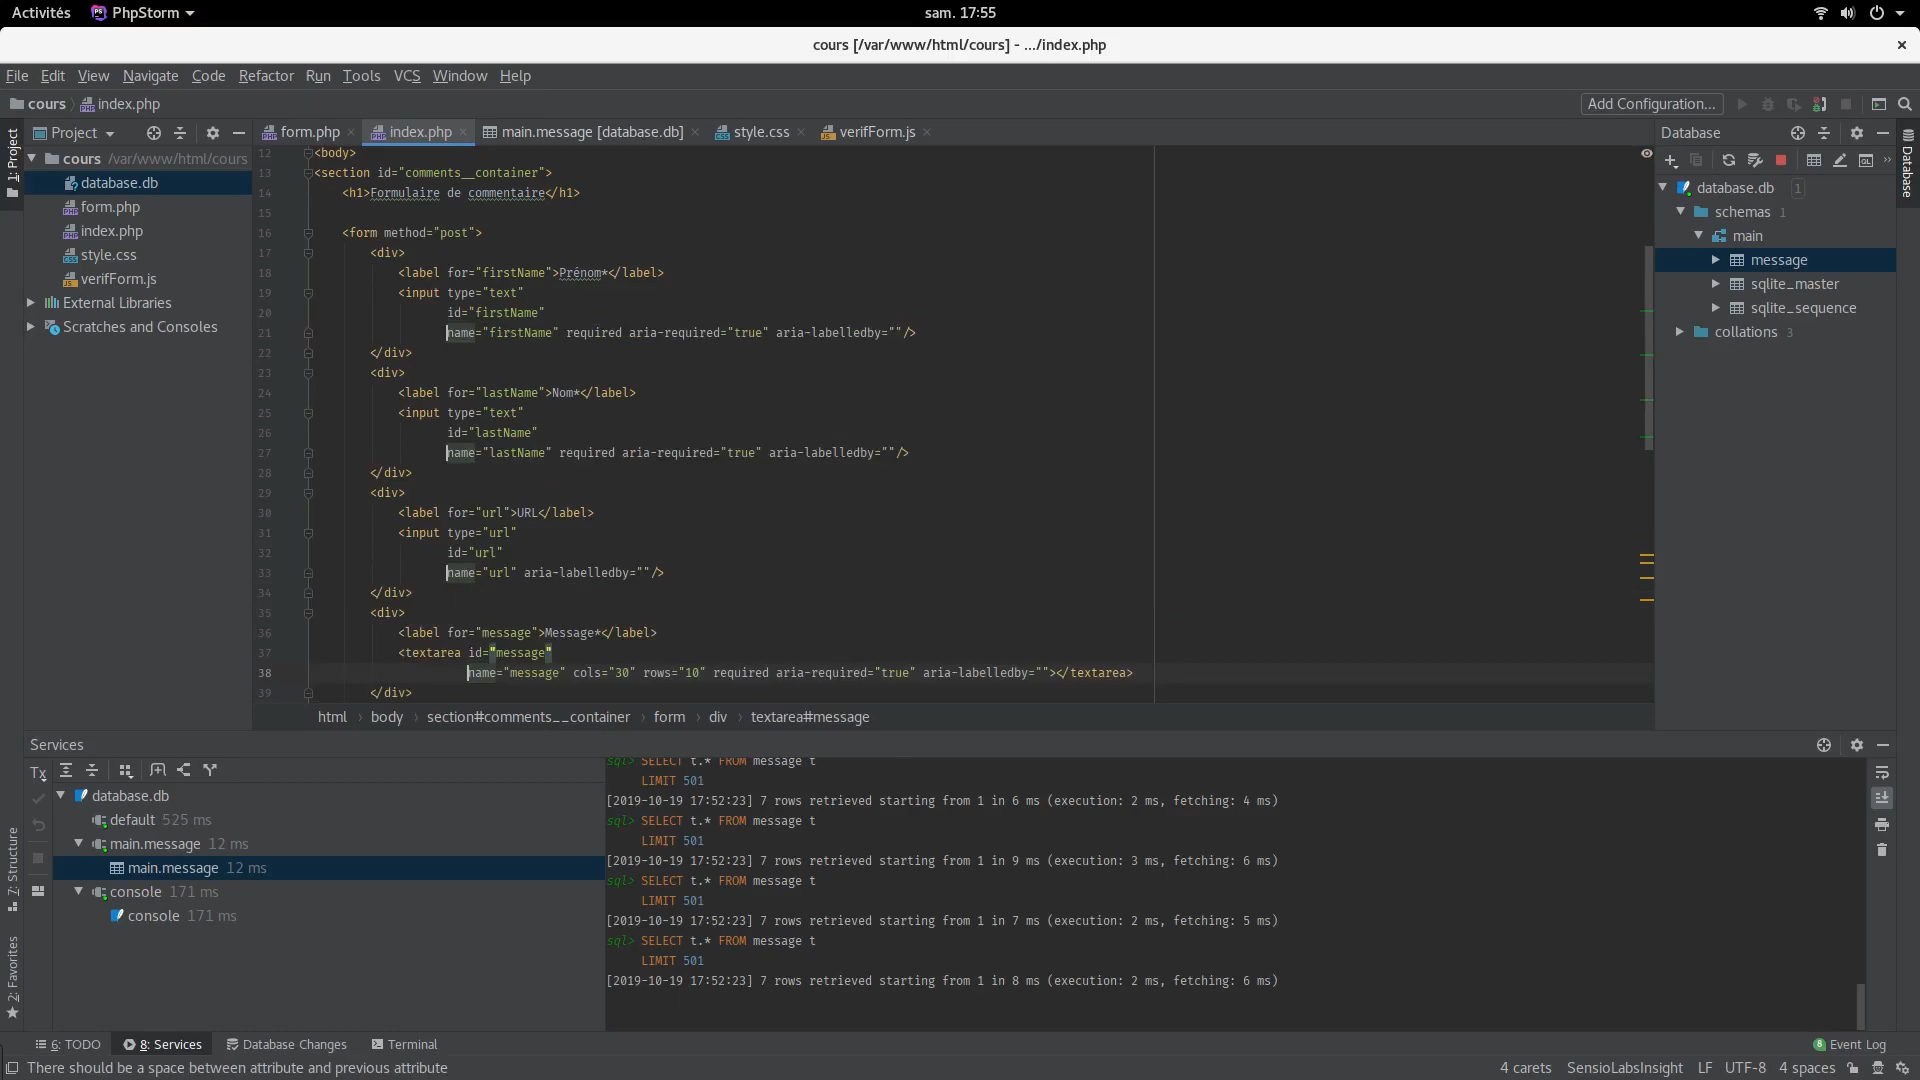 Activités PhpStorm sam. 17:55
cours [/var/www/html/cours] - .../index.php
File Edit View Navigate Code Refactor Run Tools VCS Window Help
cours index.php Add Configuration...
1: Project
Project
cours /var/www/html/cours
database.db
form.php
index.php
style.css
verifForm.js
External Libraries
Scratches and Consoles
form.php index.php main.message [database.db] style.css verifForm.js
12 <body>
13 <section id="comments__container">
14 <h1>Formulaire de commentaire</h1>
15
16 <form method="post">
17 <div>
18 <label for="firstName">Prénom*</label>
19 <input type="text"
20 id="firstName"
21 name="firstName" required aria-required="true" aria-labelledby=""/>
22 </div>
23 <div>
24 <label for="lastName">Nom*</label>
25 <input type="text"
26 id="lastName"
27 name="lastName" required aria-required="true" aria-labelledby=""/>
28 </div>
29 <div>
30 <label for="url">URL</label>
31 <input type="url"
32 id="url"
33 name="url" aria-labelledby=""/>
34 </div>
35 <div>
36 <label for="message">Message*</label>
37 <textarea id="message"
38 name="message" cols="30" rows="10" required aria-required="true" aria-labelledby=""></textarea>
39 </div>
html body section#comments__container form div textarea#message
Database
database.db 1
schemas 1
main
message
sqlite_master
sqlite_sequence
collations 3
Database
Services
Tx
database.db
default 525 ms
main.message 12 ms
main.message 12 ms
console 171 ms
console 171 ms
sql> SELECT t.* FROM message t
LIMIT 501
[2019-10-19 17:52:23] 7 rows retrieved starting from 1 in 6 ms (execution: 2 ms, fetching: 4 ms)
sql> SELECT t.* FROM message t
LIMIT 501
[2019-10-19 17:52:23] 7 rows retrieved starting from 1 in 9 ms (execution: 3 ms, fetching: 6 ms)
sql> SELECT t.* FROM message t
LIMIT 501
[2019-10-19 17:52:23] 7 rows retrieved starting from 1 in 7 ms (execution: 2 ms, fetching: 5 ms)
sql> SELECT t.* FROM message t
LIMIT 501
[2019-10-19 17:52:23] 7 rows retrieved starting from 1 in 8 ms (execution: 2 ms, fetching: 6 ms)
7: Structure
2: Favorites
6: TODO 8: Services Database Changes Terminal 8 Event Log
There should be a space between attribute and previous attribute 4 carets SensioLabsInsight LF UTF-8 4 spaces